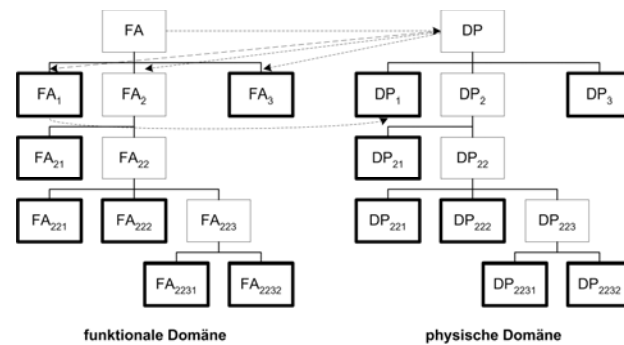 FA DP
FA₁ FA₂ FA₃ DP₁ DP₂ DP₃
FA₂₁ FA₂₂ DP₂₁ DP₂₂
FA₂₂₁ FA₂₂₂ FA₂₂₃ DP₂₂₁ DP₂₂₂ DP₂₂₃
FA₂₂₃₁ FA₂₂₃₂ DP₂₂₃₁ DP₂₂₃₂
funktionale Domäne physische Domäne